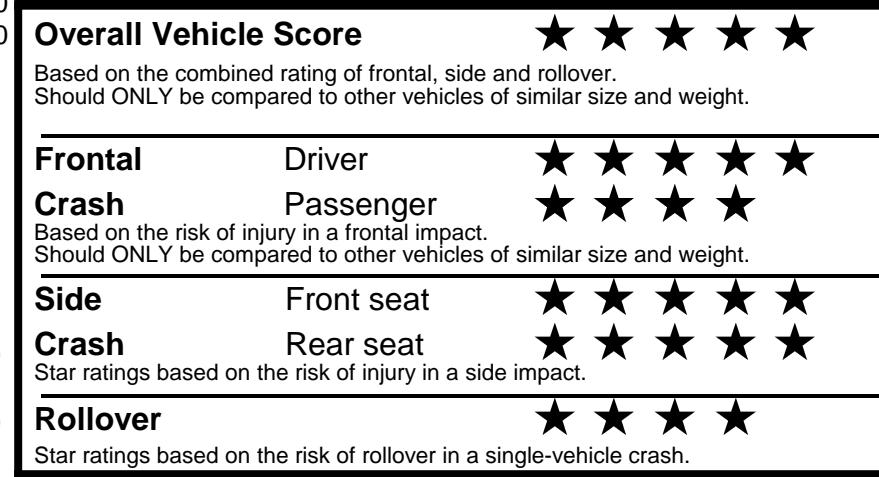 0
0
Overall Vehicle Score ★ ★ ★ ★ ★
Based on the combined rating of frontal, side and rollover.
Should ONLY be compared to other vehicles of similar size and weight.
Frontal Driver ★ ★ ★ ★ ★
Crash Passenger ★ ★ ★ ★
Based on the risk of injury in a frontal impact.
Should ONLY be compared to other vehicles of similar size and weight.
Side Front seat ★ ★ ★ ★ ★
Crash Rear seat ★ ★ ★ ★ ★
Star ratings based on the risk of injury in a side impact.
Rollover ★ ★ ★ ★
Star ratings based on the risk of rollover in a single-vehicle crash.